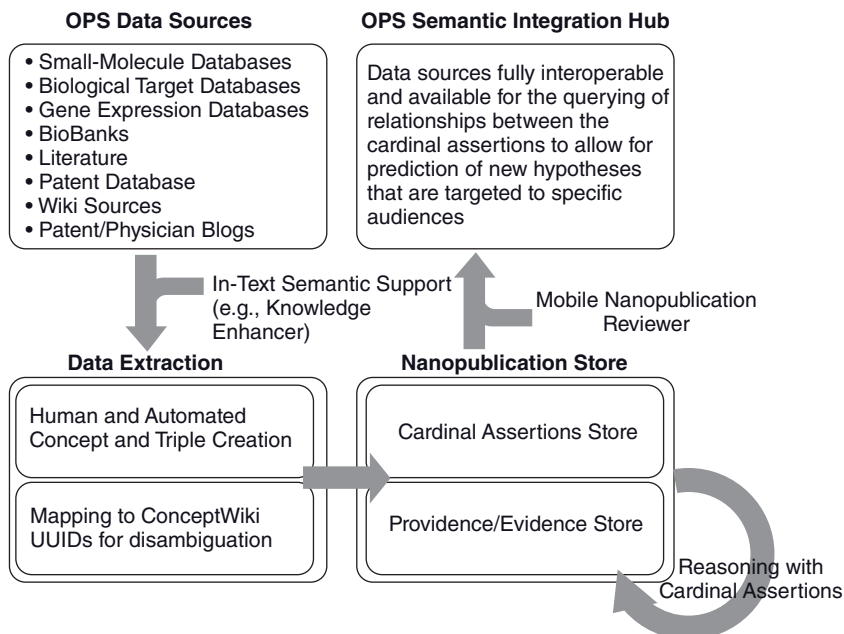 OPS Data Sources
• Small-Molecule Databases
• Biological Target Databases
• Gene Expression Databases
• BioBanks
• Literature
• Patent Database
• Wiki Sources
• Patent/Physician Blogs
OPS Semantic Integration Hub
Data sources fully interoperable
and available for the querying of
relationships between the
cardinal assertions to allow for
prediction of new hypotheses
that are targeted to specific
audiences
In-Text Semantic Support
(e.g., Knowledge
Enhancer)
Mobile Nanopublication
Reviewer
Data Extraction
Human and Automated
Concept and Triple Creation
Mapping to ConceptWiki
UUIDs for disambiguation
Nanopublication Store
Cardinal Assertions Store
Providence/Evidence Store
Reasoning with
Cardinal Assertions